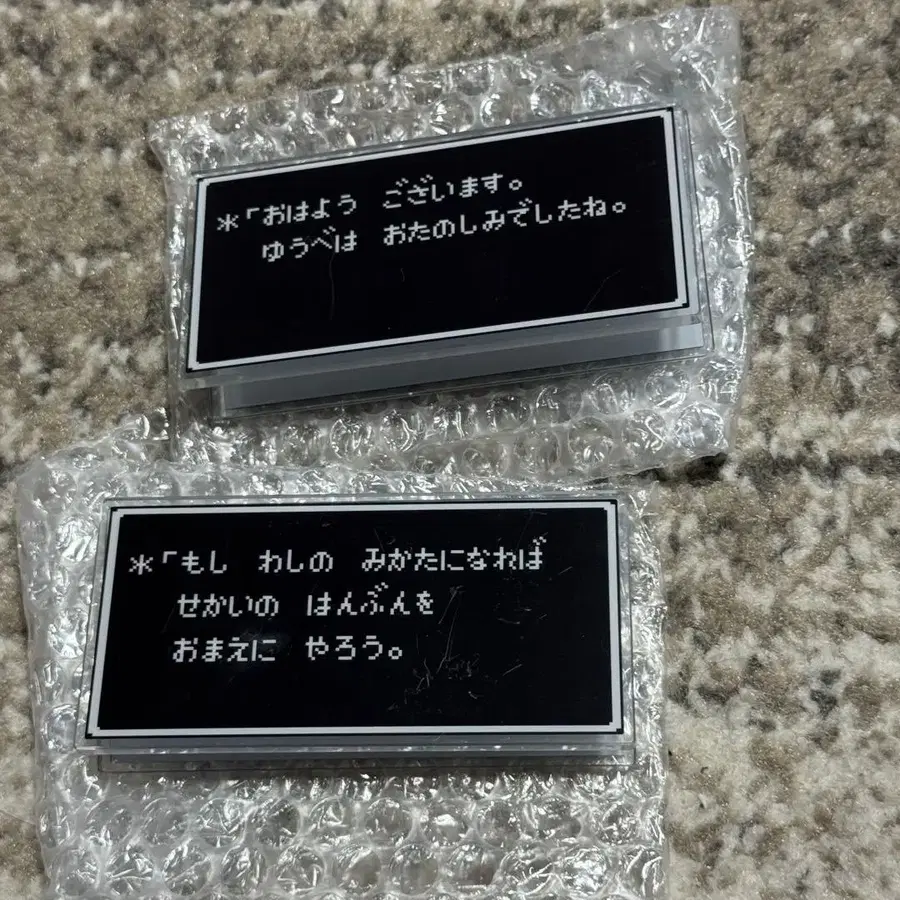 ＊「おはよう　ございます。
ゆうべは　おたのしみでしたね。
＊「もし　わしの　みかたになれば
せかいの　はんぶんを
おまえに　やろう。